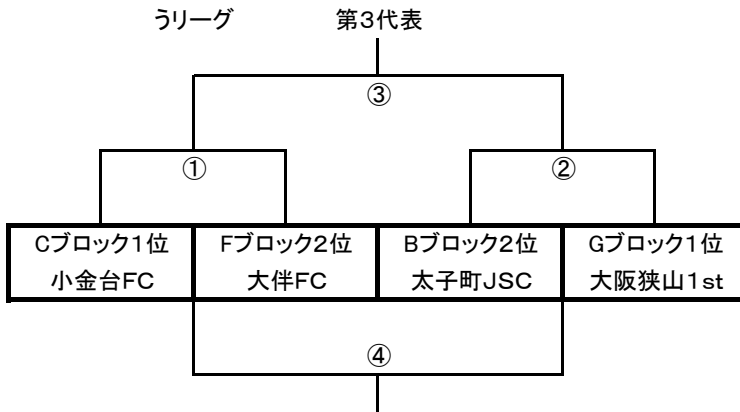 うリーグ 第3代表
③
① ②
Cブロック1位 Fブロック2位 Bブロック2位 Gブロック1位
小金台FC 大伴FC 太子町JSC 大阪狭山1st
④